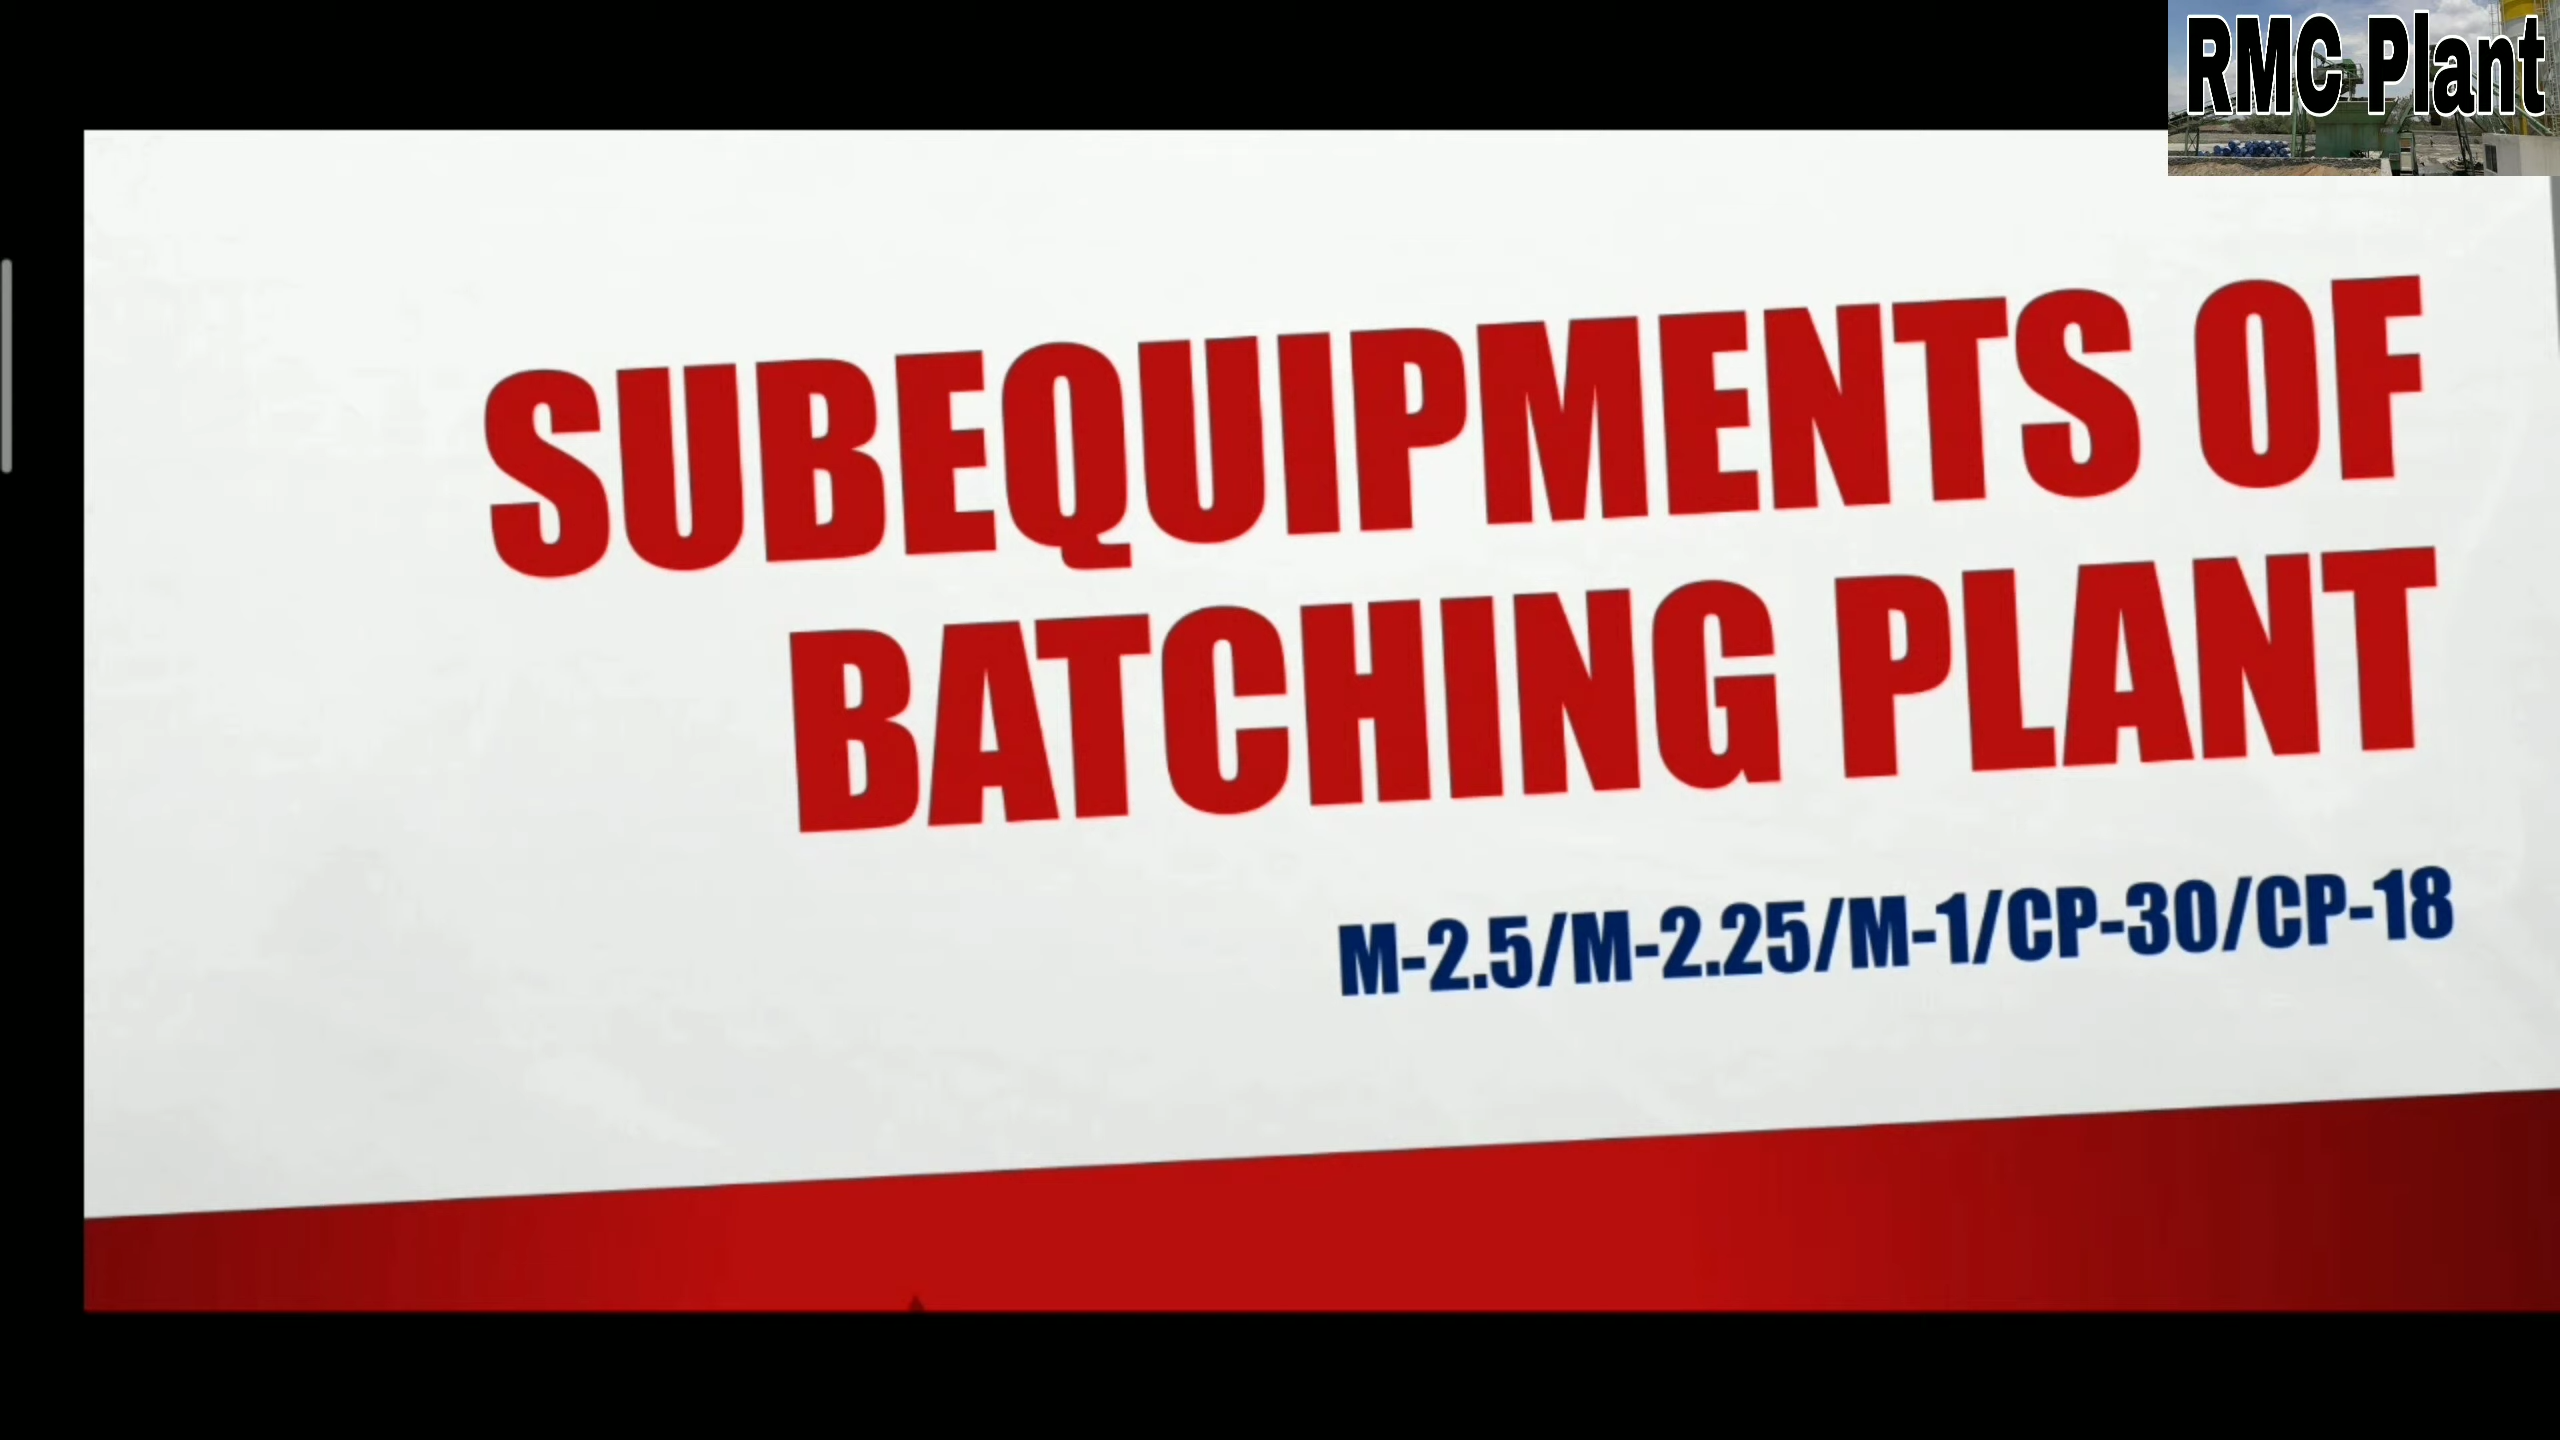 RMC Plant
SUBEQUIPMENTS OF
BATCHING PLANT
M-2.5/M-2.25/M-1/CP-30/CP-18